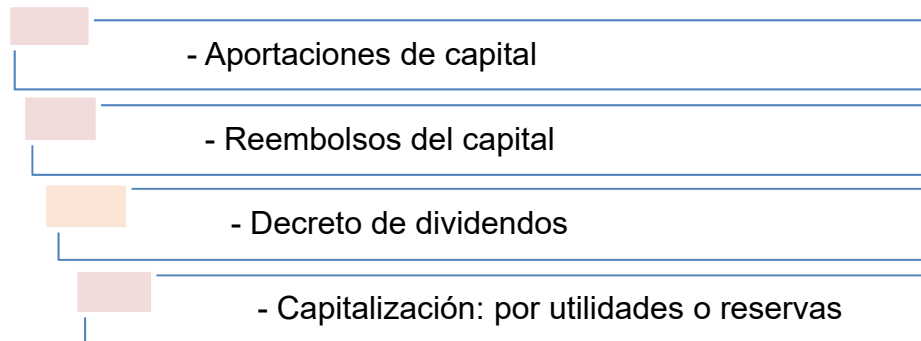 - Aportaciones de capital
- Reembolsos del capital
- Decreto de dividendos
- Capitalización: por utilidades o reservas